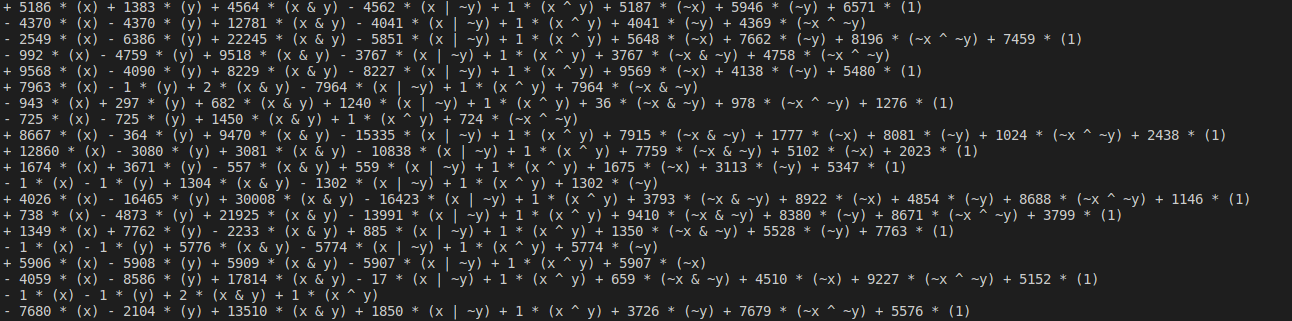 + 5186 * (x) + 1383 * (y) + 4564 * (x & y) - 4562 * (x | ~y) + 1 * (x ^ y) + 5187 * (~x) + 5946 * (~y) + 6571 * (1)
- 4370 * (x) - 4370 * (y) + 12781 * (x & y) - 4041 * (x | ~y) + 1 * (x ^ y) + 4041 * (~y) + 4369 * (~x ^ ~y)
- 2549 * (x) - 6386 * (y) + 22245 * (x & y) - 5851 * (x | ~y) + 1 * (x ^ y) + 5648 * (~x) + 7662 * (~y) + 8196 * (~x ^ ~y) + 7459 * (1)
- 992 * (x) - 4759 * (y) + 9518 * (x & y) - 3767 * (x | ~y) + 1 * (x ^ y) + 3767 * (~x & ~y) + 4758 * (~x ^ ~y)
+ 9568 * (x) - 4090 * (y) + 8229 * (x & y) - 8227 * (x | ~y) + 1 * (x ^ y) + 9569 * (~x) + 4138 * (~y) + 5480 * (1)
+ 7963 * (x) - 1 * (y) + 2 * (x & y) - 7964 * (x | ~y) + 1 * (x ^ y) + 7964 * (~x & ~y)
- 943 * (x) + 297 * (y) + 682 * (x & y) + 1240 * (x | ~y) + 1 * (x ^ y) + 36 * (~x & ~y) + 978 * (~x ^ ~y) + 1276 * (1)
- 725 * (x) - 725 * (y) + 1450 * (x & y) + 1 * (x ^ y) + 724 * (~x ^ ~y)
+ 8667 * (x) - 364 * (y) + 9470 * (x & y) - 15335 * (x | ~y) + 1 * (x ^ y) + 7915 * (~x & ~y) + 1777 * (~x) + 8081 * (~y) + 1024 * (~x ^ ~y) + 2438 * (1)
+ 12860 * (x) - 3080 * (y) + 3081 * (x & y) - 10838 * (x | ~y) + 1 * (x ^ y) + 7759 * (~x & ~y) + 5102 * (~x) + 2023 * (1)
+ 1674 * (x) + 3671 * (y) - 557 * (x & y) + 559 * (x | ~y) + 1 * (x ^ y) + 1675 * (~x) + 3113 * (~y) + 5347 * (1)
- 1 * (x) - 1 * (y) + 1304 * (x & y) - 1302 * (x | ~y) + 1 * (x ^ y) + 1302 * (~y)
+ 4026 * (x) - 16465 * (y) + 30008 * (x & y) - 16423 * (x | ~y) + 1 * (x ^ y) + 3793 * (~x & ~y) + 8922 * (~x) + 4854 * (~y) + 8688 * (~x ^ ~y) + 1146 * (1)
+ 738 * (x) - 4873 * (y) + 21925 * (x & y) - 13991 * (x | ~y) + 1 * (x ^ y) + 9410 * (~x & ~y) + 8380 * (~y) + 8671 * (~x ^ ~y) + 3799 * (1)
+ 1349 * (x) + 7762 * (y) - 2233 * (x & y) + 885 * (x | ~y) + 1 * (x ^ y) + 1350 * (~x & ~y) + 5528 * (~y) + 7763 * (1)
- 1 * (x) - 1 * (y) + 5776 * (x & y) - 5774 * (x | ~y) + 1 * (x ^ y) + 5774 * (~y)
+ 5906 * (x) - 5908 * (y) + 5909 * (x & y) - 5907 * (x | ~y) + 1 * (x ^ y) + 5907 * (~x)
- 4059 * (x) - 8586 * (y) + 17814 * (x & y) - 17 * (x | ~y) + 1 * (x ^ y) + 659 * (~x & ~y) + 4510 * (~x) + 9227 * (~x ^ ~y) + 5152 * (1)
- 1 * (x) - 1 * (y) + 2 * (x & y) + 1 * (x ^ y)
- 7680 * (x) - 2104 * (y) + 13510 * (x & y) + 1850 * (x | ~y) + 1 * (x ^ y) + 3726 * (~y) + 7679 * (~x ^ ~y) + 5576 * (1)